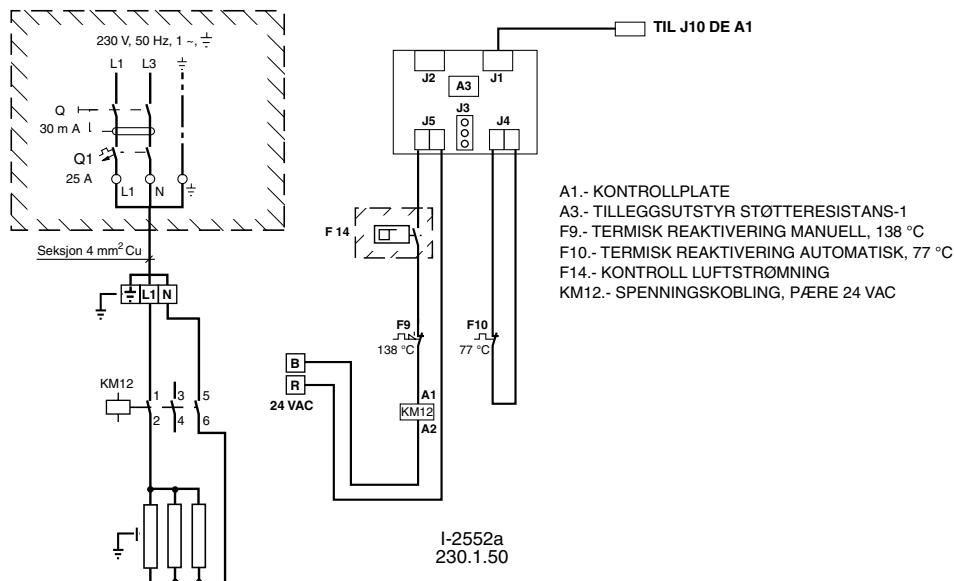 230 V, 50 Hz, 1 ~,
L1 L3
Q
30 m A
Q1
25 A
L1 N
Seksjon 4 mm² Cu
L1 N
KM12
1 3 5
2 4 6
TIL J10 DE A1
J2 J1
A3
J3
J5 J4
F 14
F9
138 °C
F10
77 °C
B
R
24 VAC
A1
KM12
A2
A1.- KONTROLLPLATE
A3.- TILLEGGSUTSTYR STØTTERESISTANS-1
F9.- TERMISK REAKTIVERING MANUELL, 138 °C
F10.- TERMISK REAKTIVERING AUTOMATISK, 77 °C
F14.- KONTROLL LUFTSTRØMNING
KM12.- SPENNINGSKOBLING, PÆRE 24 VAC
I-2552a
230.1.50